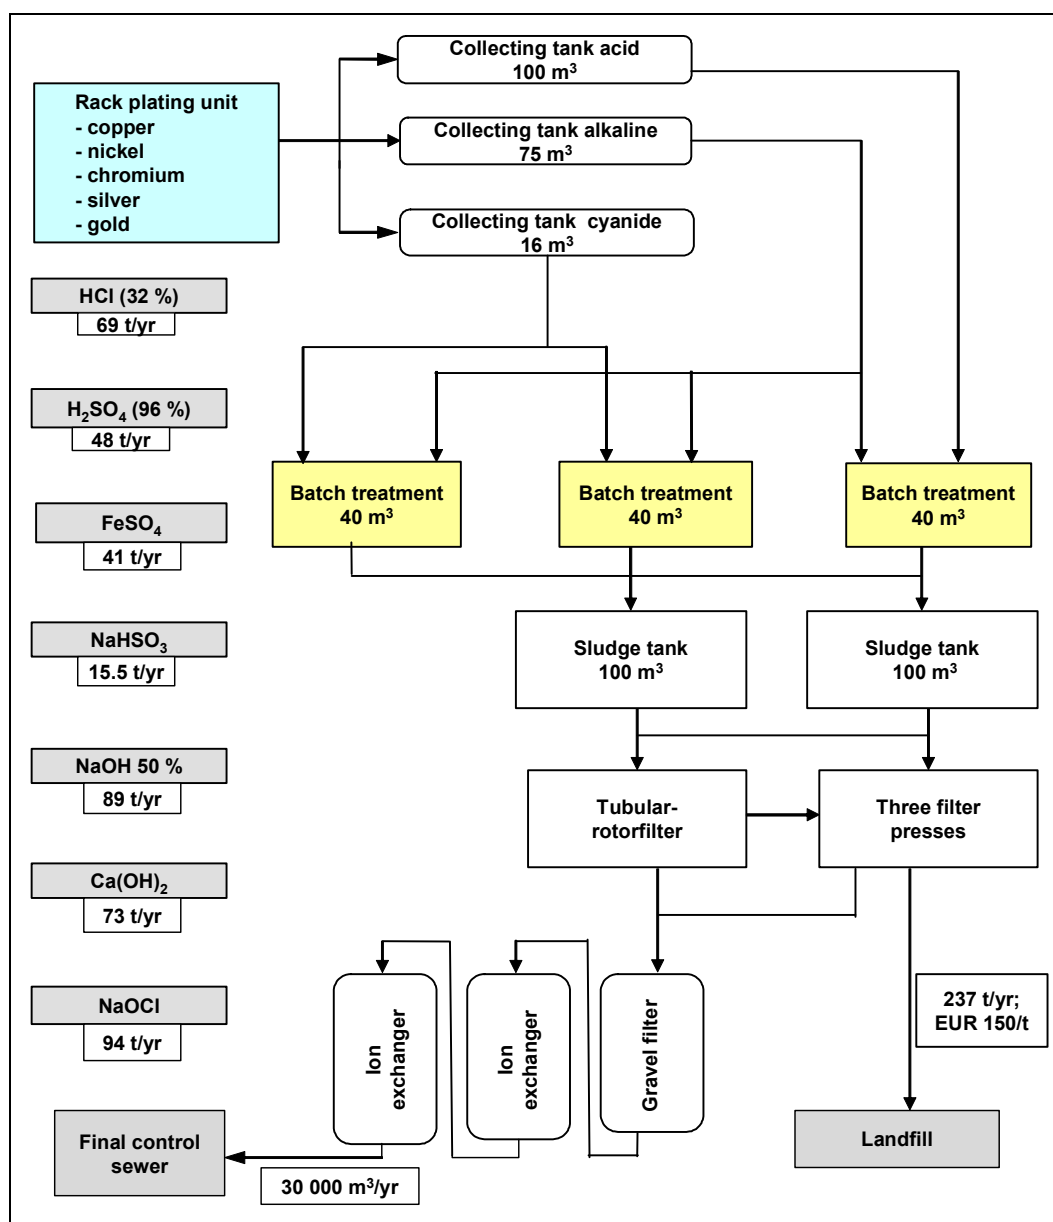 Collecting tank acid
100 m³
Rack plating unit
- copper
- nickel
- chromium
- silver
- gold
Collecting tank alkaline
75 m³
Collecting tank cyanide
16 m³
HCl (32 %)
69 t/yr
H₂SO₄ (96 %)
48 t/yr
Batch treatment
40 m³
Batch treatment
40 m³
Batch treatment
40 m³
FeSO₄
41 t/yr
NaHSO₃
15.5 t/yr
Sludge tank
100 m³
Sludge tank
100 m³
NaOH 50 %
89 t/yr
Tubular-
rotorfilter
Three filter
presses
Ca(OH)₂
73 t/yr
NaOCl
94 t/yr
Ion
exchanger
Ion
exchanger
Gravel filter
237 t/yr;
EUR 150/t
Final control
sewer
30 000 m³/yr
Landfill